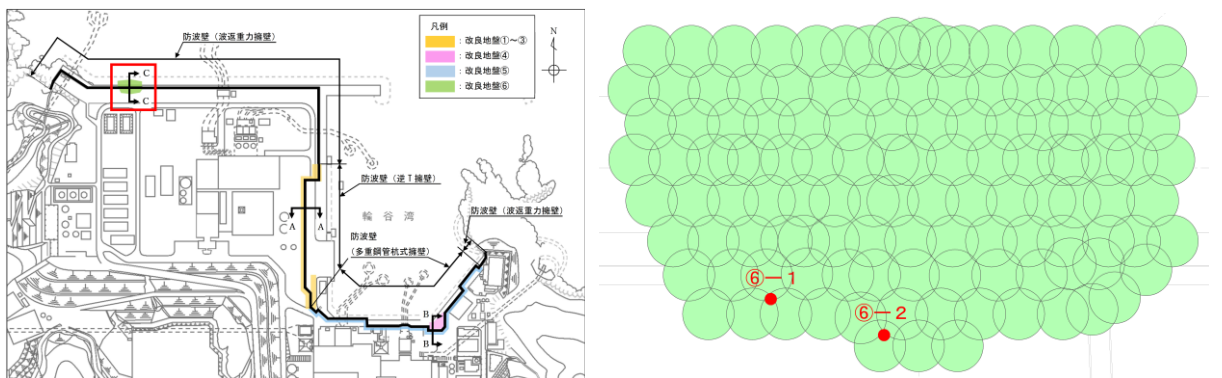 防波壁（波返重力擁壁）
凡例
：改良地盤①～③
：改良地盤④
：改良地盤⑤
：改良地盤⑥
N
C
C
防波壁（逆T擁壁）
輪谷湾
防波壁（波返重力擁壁）
A
A
防波壁
（多重鋼管杭式擁壁）
B
B
⑥－1
⑥－2